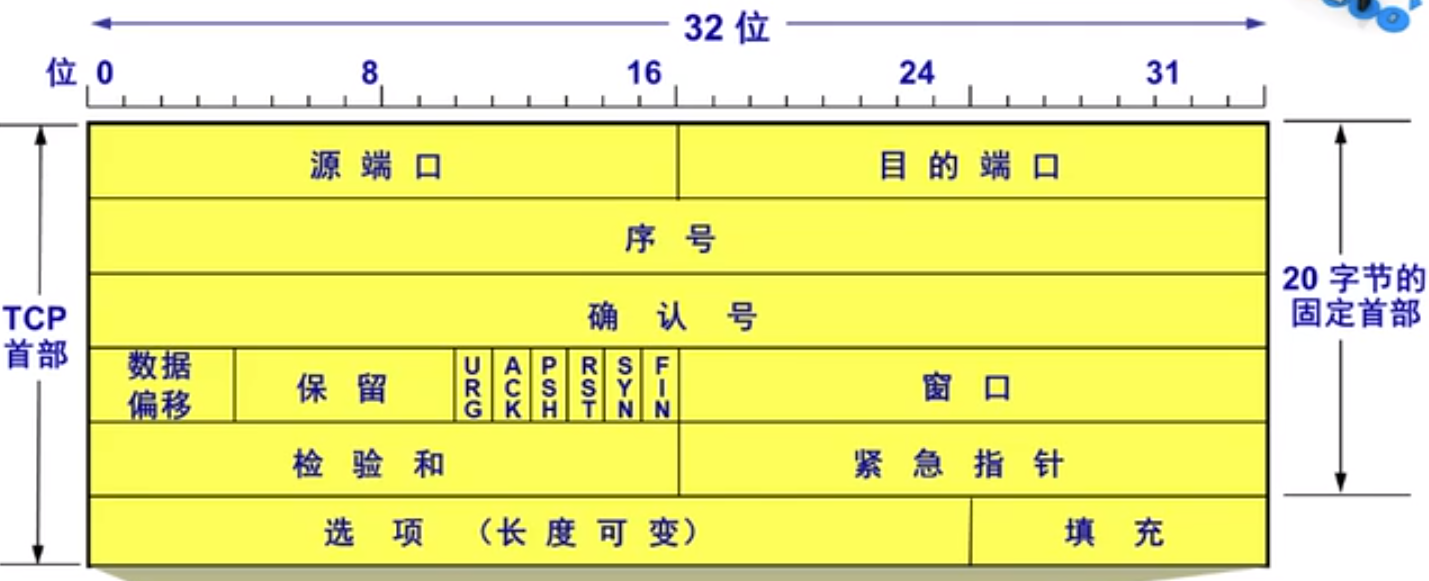 32 位
位 0 8 16 24 31
源 端 口 目 的 端 口
序 号
确 认 号
TCP
首部
20 字节的
固定首部
数据
偏移
保 留
URG
ACK
PSH
RST
SYN
FIN
窗 口
检 验 和 紧 急 指 针
选 项 (长 度 可 变) 填 充